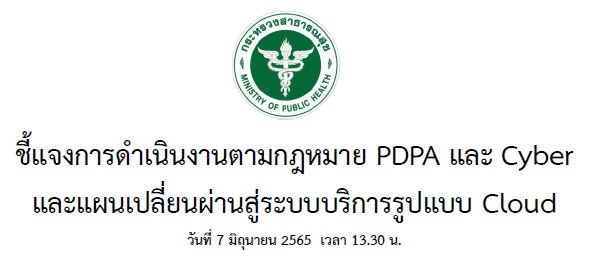 กระทรวงสาธารณสุข
MINISTRY OF PUBLIC HEALTH
ชี้แจงการดำเนินงานตามกฎหมาย PDPA และ Cyber
และแผนเปลี่ยนผ่านสู่ระบบบริการรูปแบบ Cloud
วันที่ 7 มิถุนายน 2565 เวลา 13.30 น.